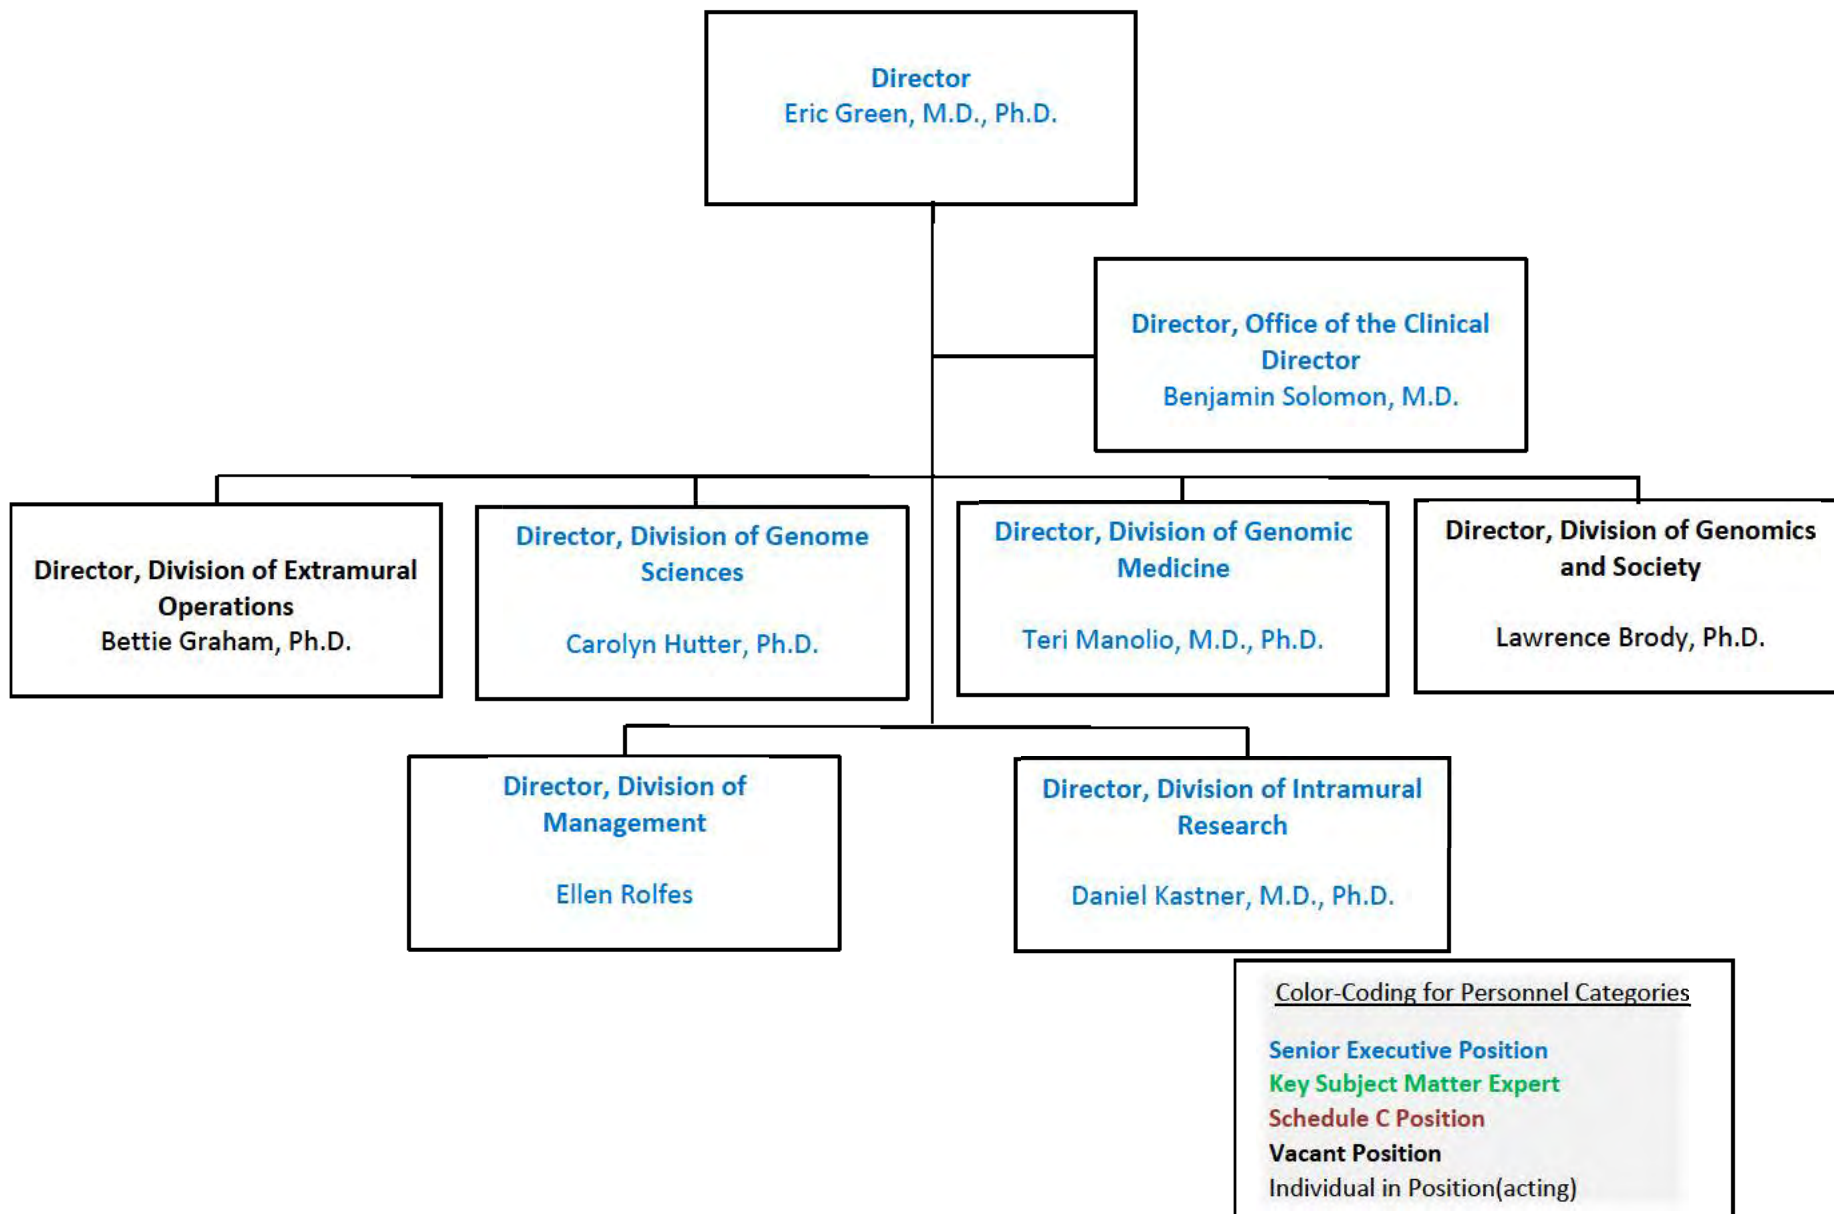 Director
Eric Green, M.D., Ph.D.
Director, Office of the Clinical
Director
Benjamin Solomon, M.D.
Director, Division of Extramural
Operations
Bettie Graham, Ph.D.
Director, Division of Genome
Sciences
Carolyn Hutter, Ph.D.
Director, Division of Genomic
Medicine
Teri Manolio, M.D., Ph.D.
Director, Division of Genomics
and Society
Lawrence Brody, Ph.D.
Director, Division of
Management
Ellen Rolfes
Director, Division of Intramural
Research
Daniel Kastner, M.D., Ph.D.
Color-Coding for Personnel Categories
Senior Executive Position
Key Subject Matter Expert
Schedule C Position
Vacant Position
Individual in Position(acting)